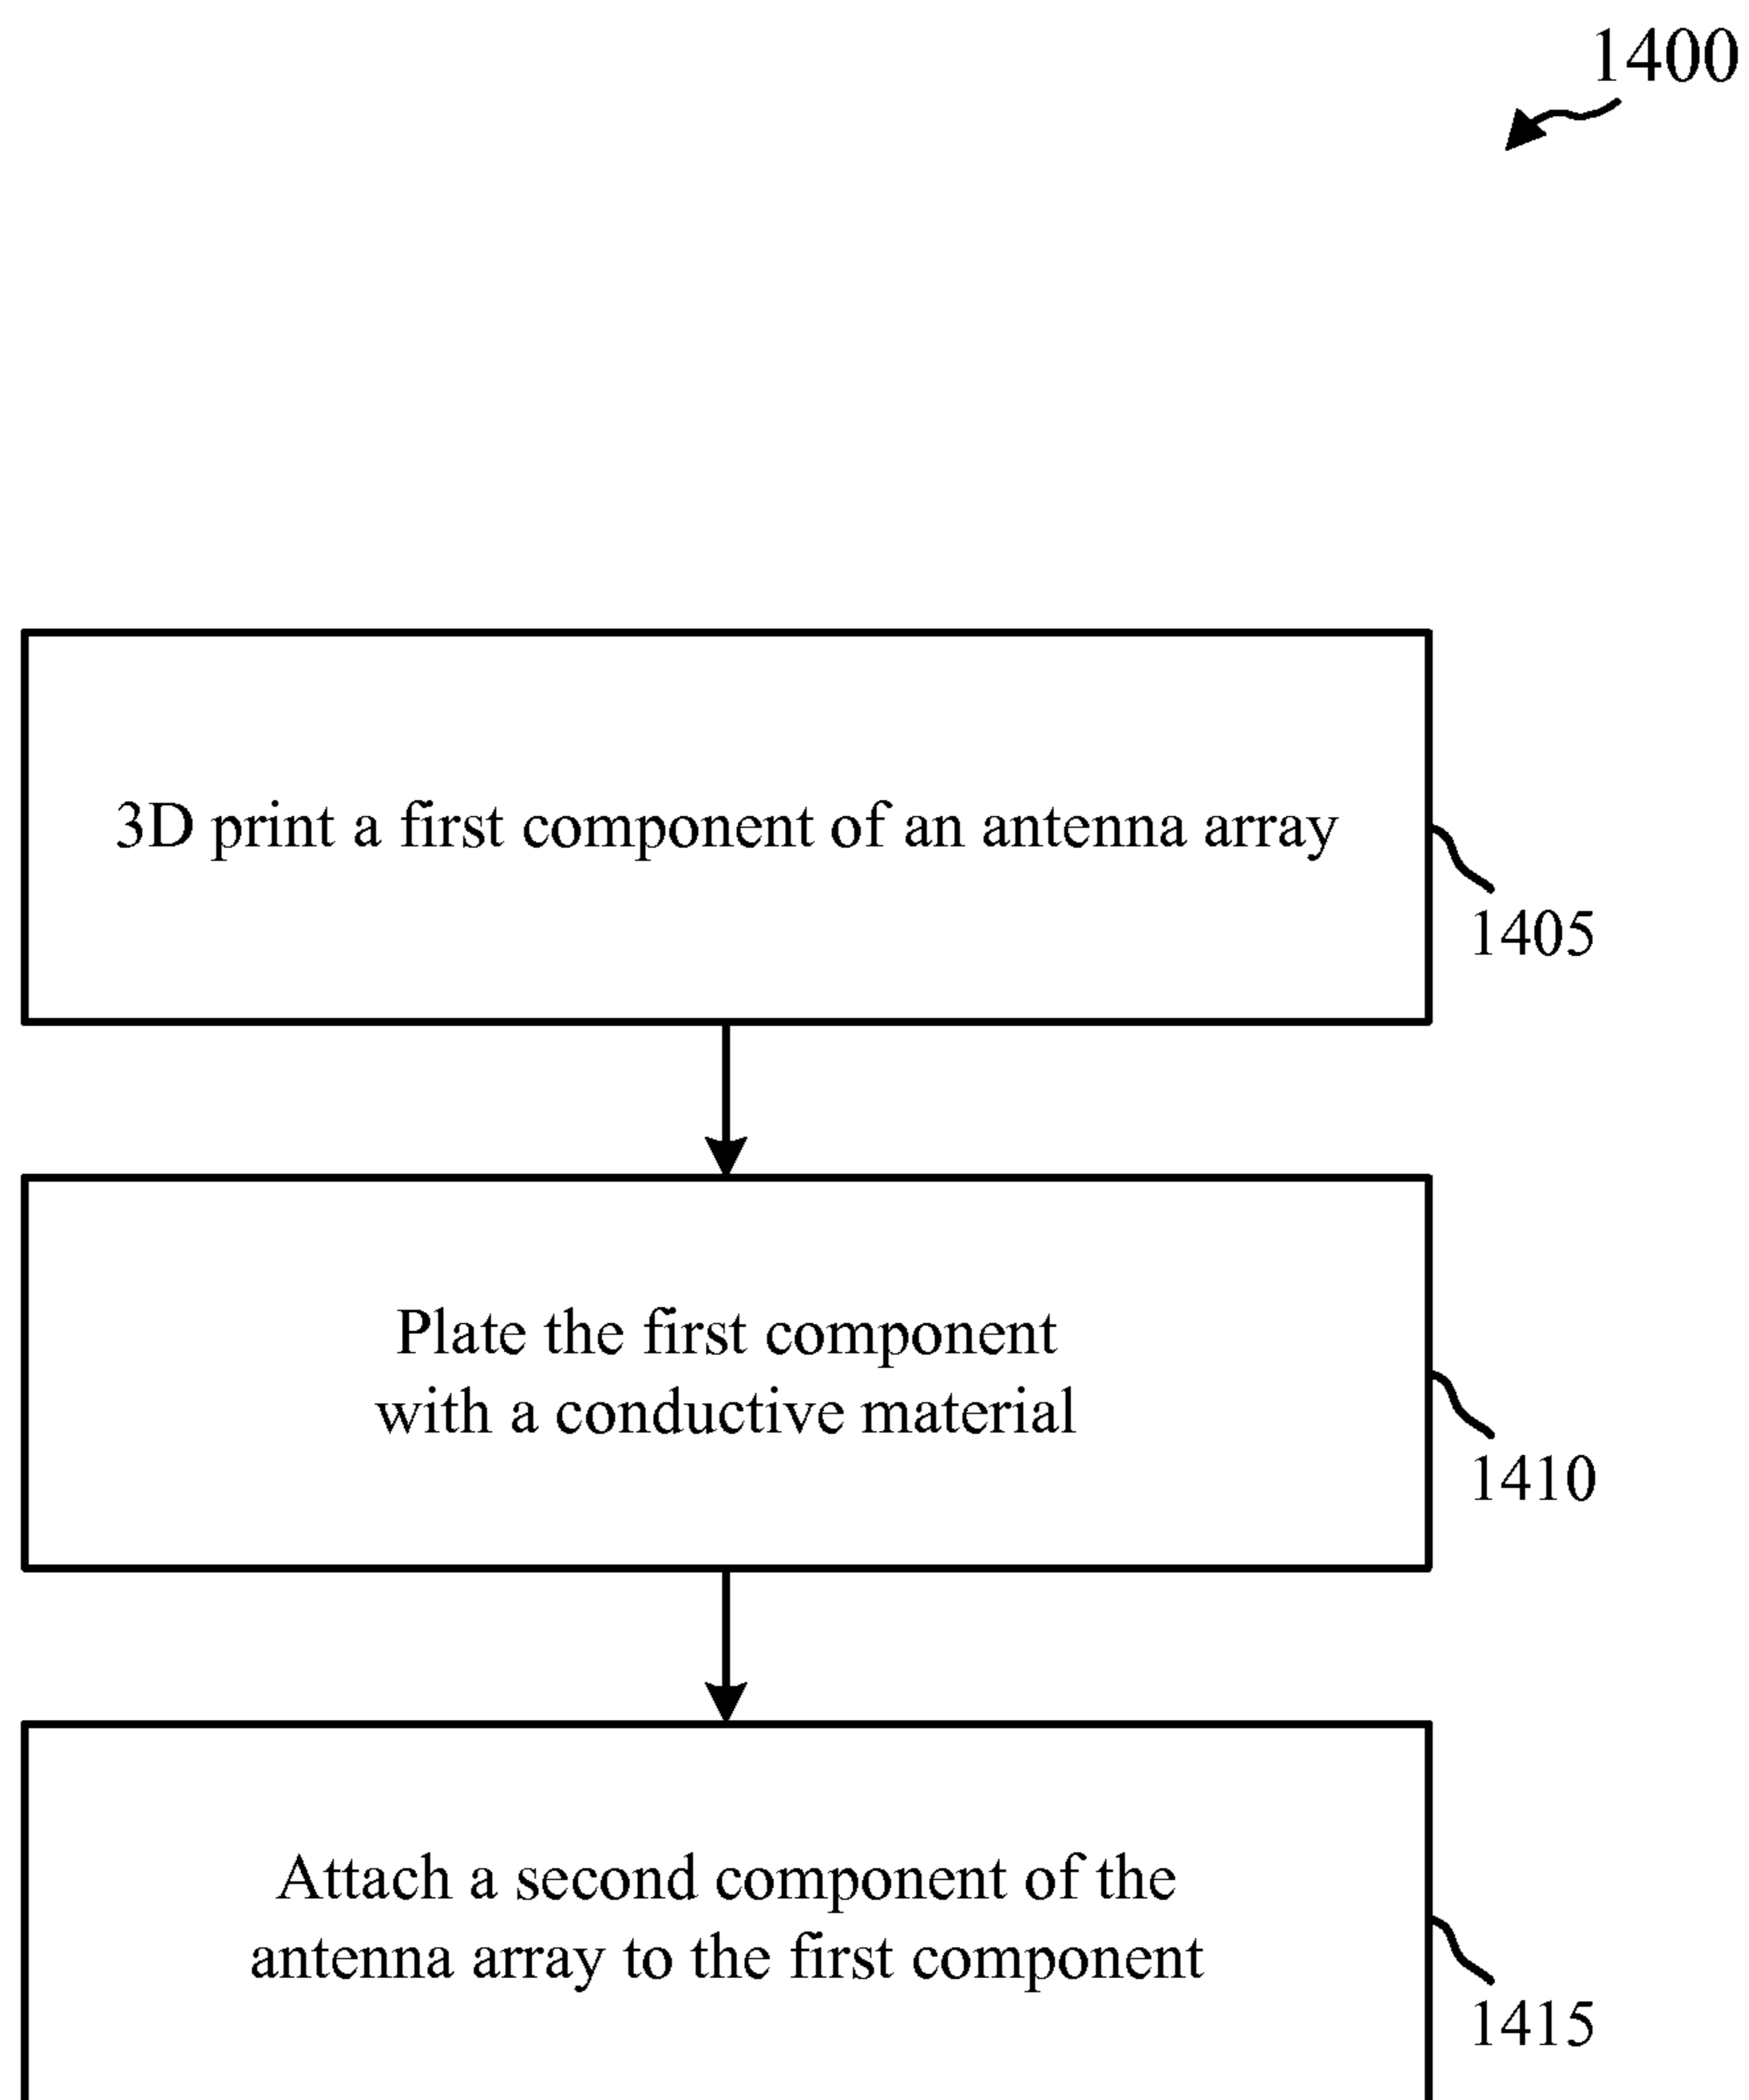 1400
3D print a first component of an antenna array
1405
Plate the first component
with a conductive material
1410
Attach a second component of the
antenna array to the first component
1415